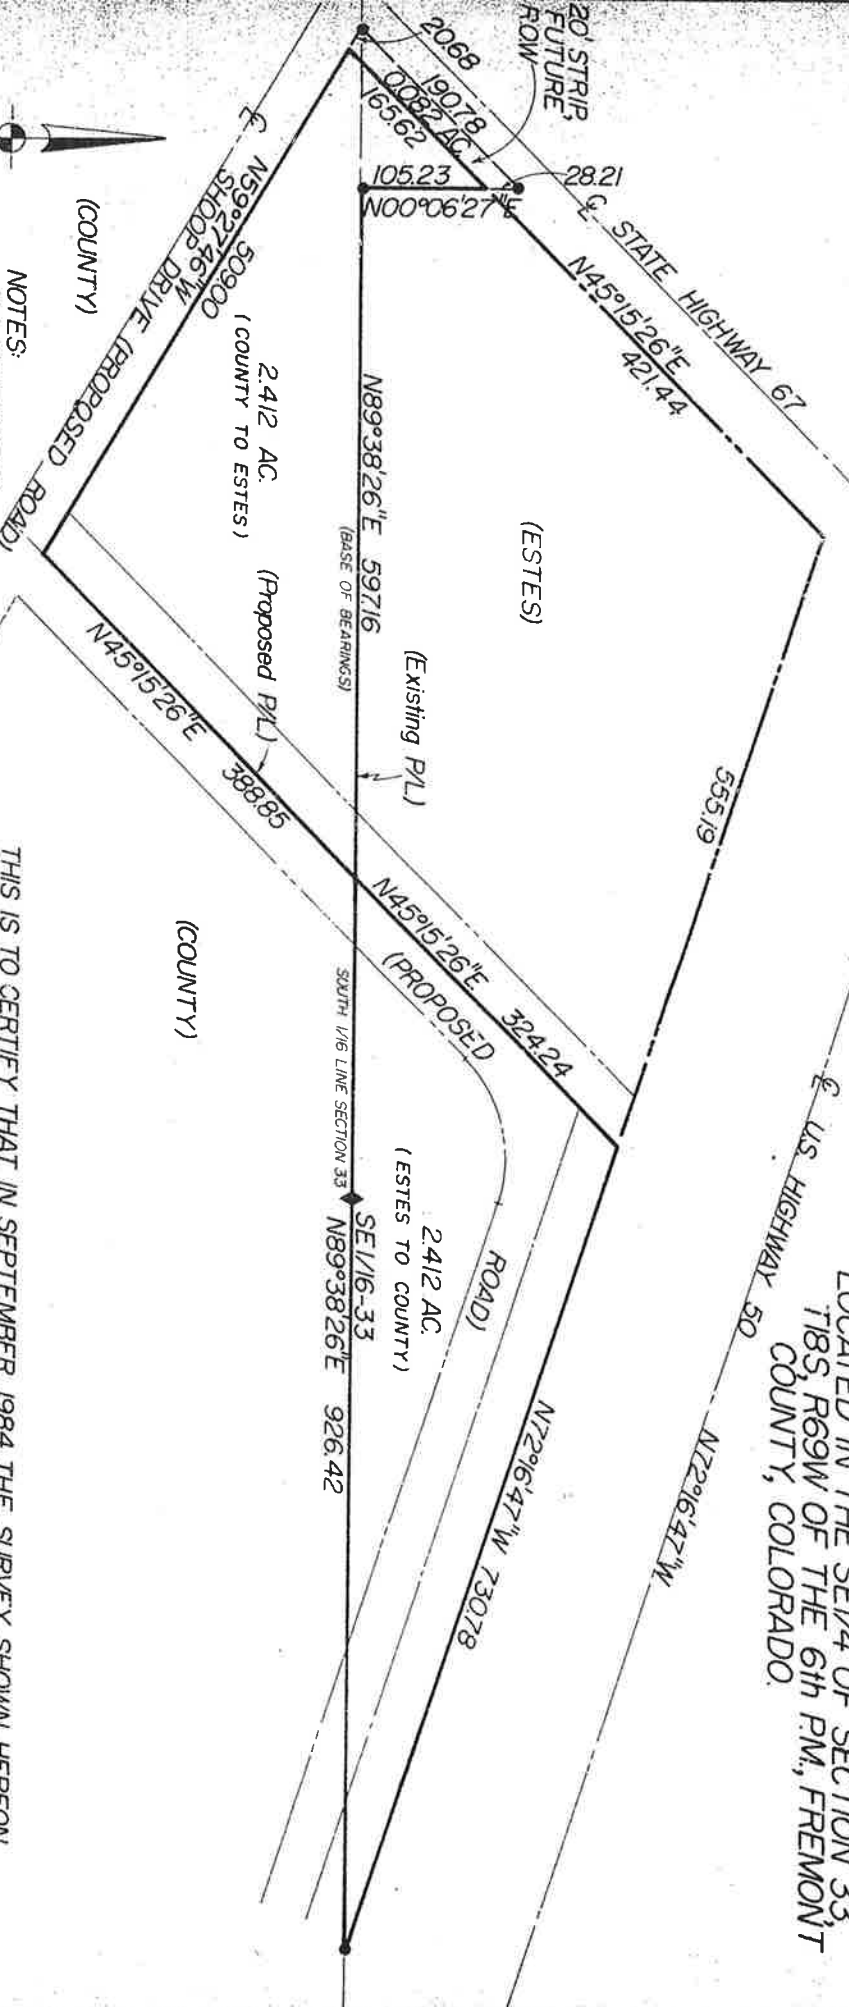 LOCATED IN THE SE1/4 OF SECTION 33,
T18S, R69W OF THE 6th P.M., FREMONT
COUNTY, COLORADO.
20' STRIP,
FUTURE
ROW
20.68
190.78
0.082 AC.
165.62
105.23
N00°06'27"E
28.21
℄ STATE HIGHWAY 67
N45°15'26"E
421.44
(ESTES)
555.19
℄ U.S. HIGHWAY 50
N72°16'47"W
N89°38'26"E 597.16
(BASE OF BEARINGS)
(Existing P/L)
℄
N59°27'46"W
509.00
SHOOP DRIVE (PROPOSED ROAD)
(COUNTY)
2.412 AC.
(COUNTY TO ESTES)
(Proposed P/L)
N45°15'26"E 388.85
N45°15'26"E 324.24
(PROPOSED
ROAD)
(COUNTY)
SOUTH 1/16 LINE SECTION 33
SE1/16-33
N89°38'26"E 926.42
2.412 AC.
(ESTES TO COUNTY)
N72°16'47"W 730.78
NOTES:
THIS IS TO CERTIFY THAT IN SEPTEMBER 1984 THE SURVEY SHOWN HEREON